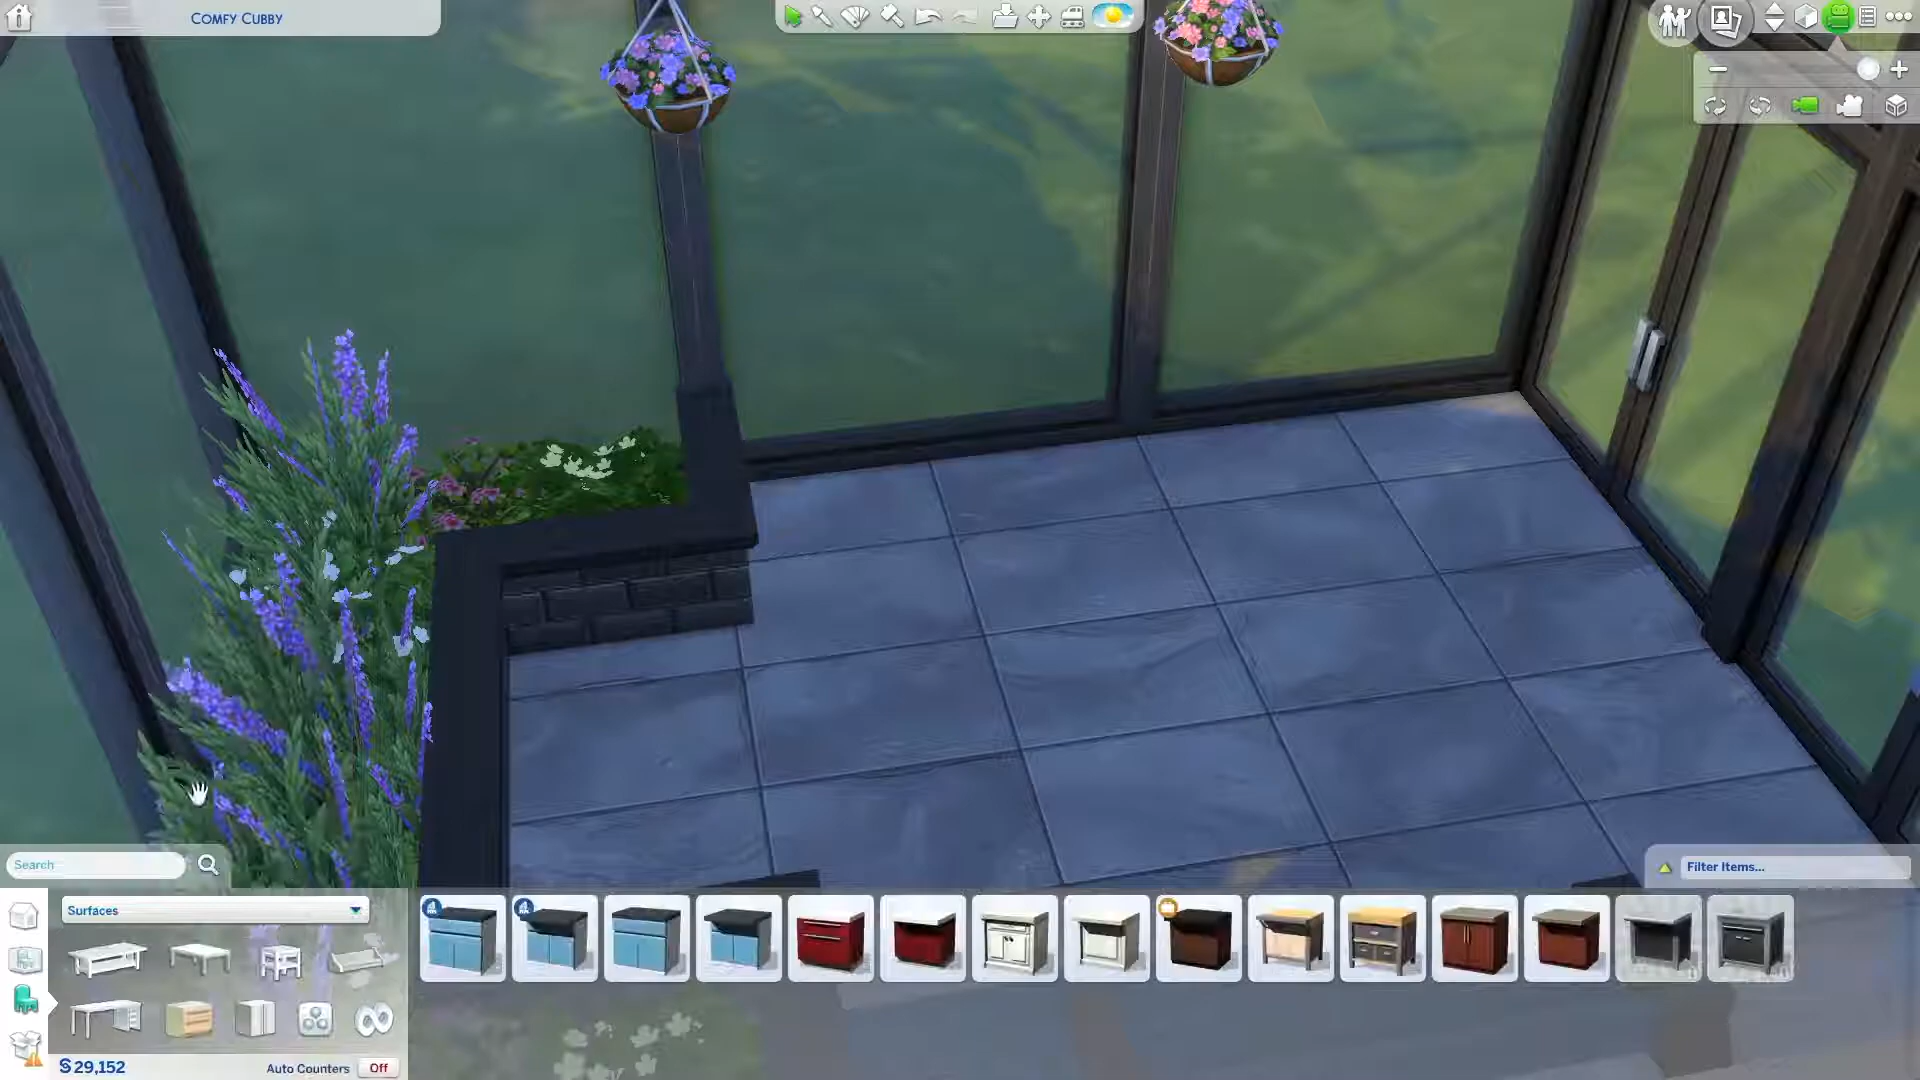 COMFY CUBBY
Search
Filter Items...
Surfaces
§29,152
Auto Counters
Off